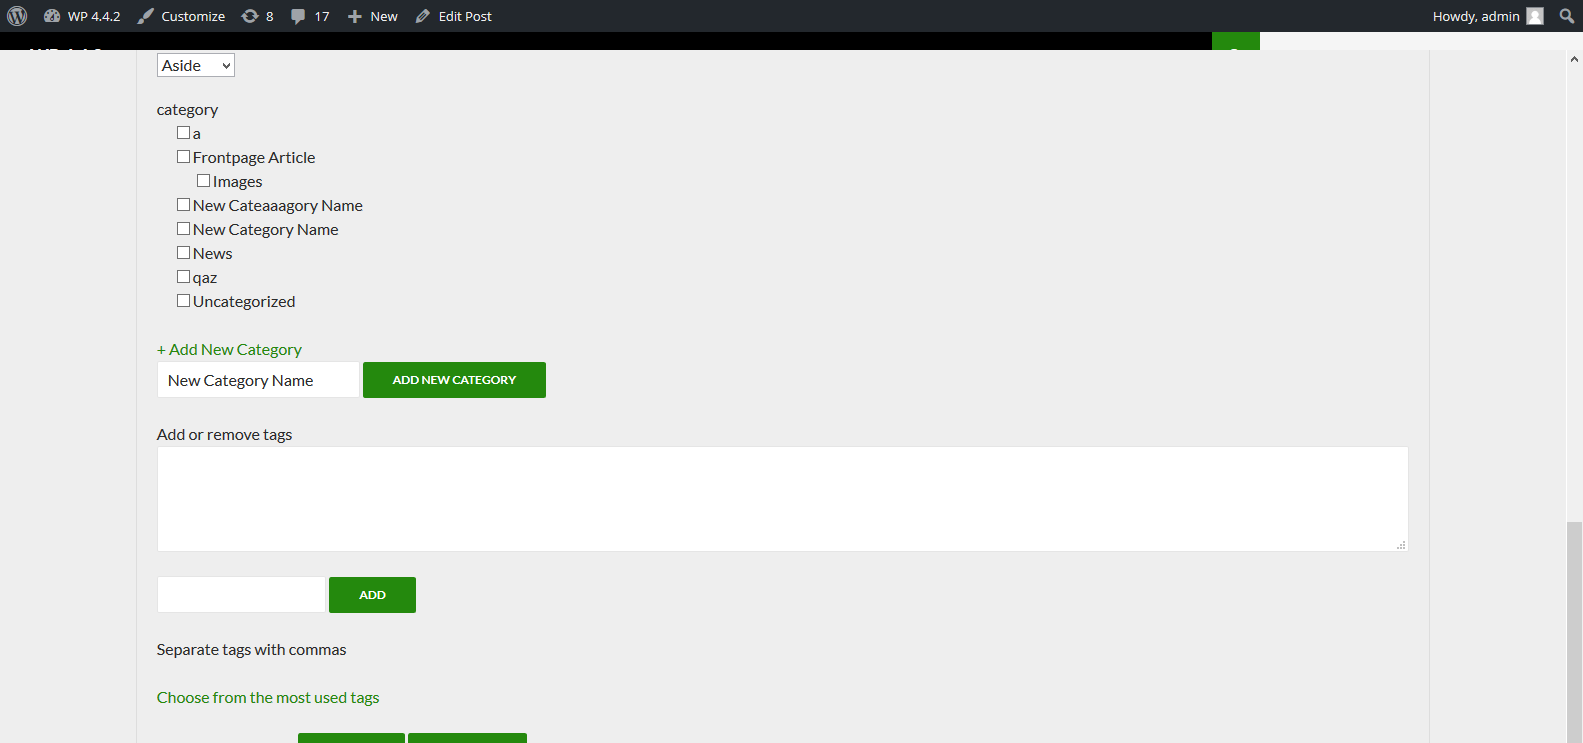 WP 4.4.2 Customize 8 17 New Edit Post Howdy, admin
Aside
category
a
Frontpage Article
Images
New Cateaaagory Name
New Category Name
News
qaz
Uncategorized
+ Add New Category
New Category Name ADD NEW CATEGORY
Add or remove tags
ADD
Separate tags with commas
Choose from the most used tags